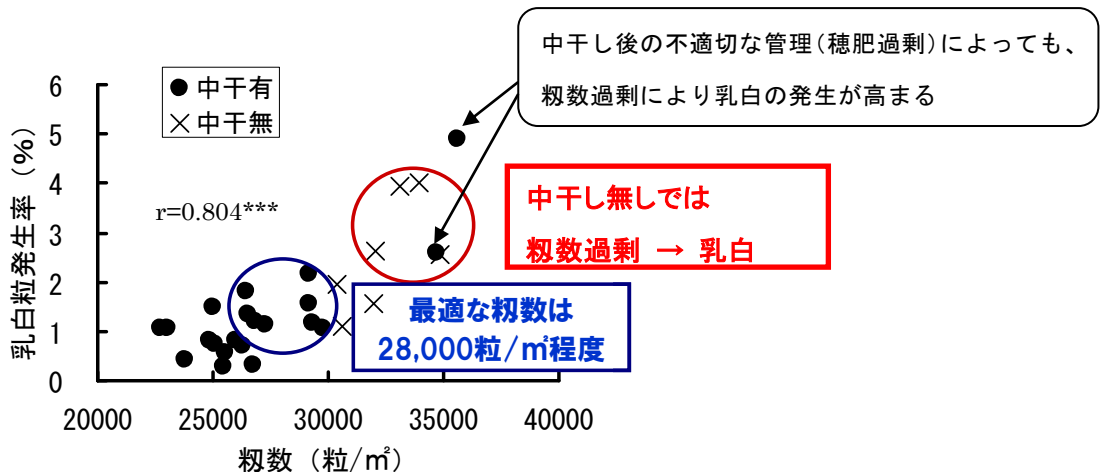 中干し後の不適切な管理（穂肥過剰）によっても、
籾数過剰により乳白の発生が高まる
●中干有
×中干無
r=0.804***
中干し無しでは
籾数過剰 → 乳白
最適な籾数は
28,000粒/㎡程度
乳白粒発生率（%）
6
5
4
3
2
1
0
20000 25000 30000 35000 40000
籾数（粒/㎡）